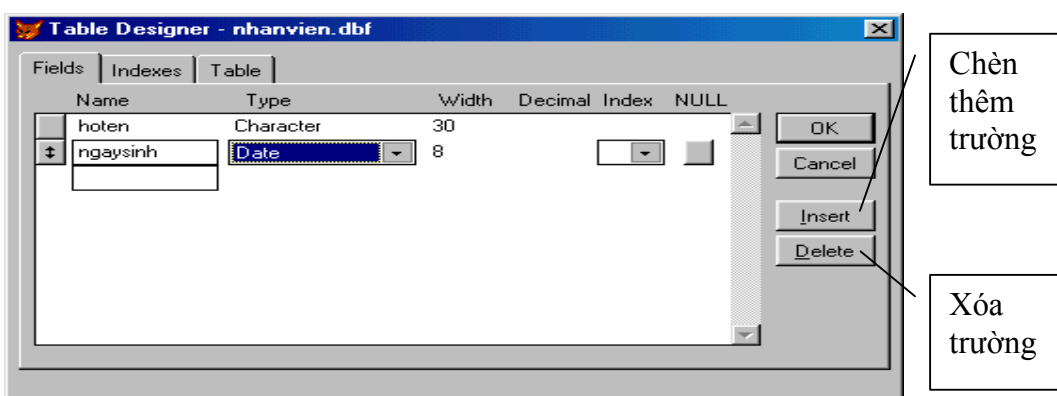 Table Designer - nhanvien.dbf
Fields Indexes Table
Name Type Width Decimal Index NULL
hoten Character 30
ngaysinh Date 8
OK
Cancel
Insert
Delete
Chèn
thêm
trường
Xóa
trường